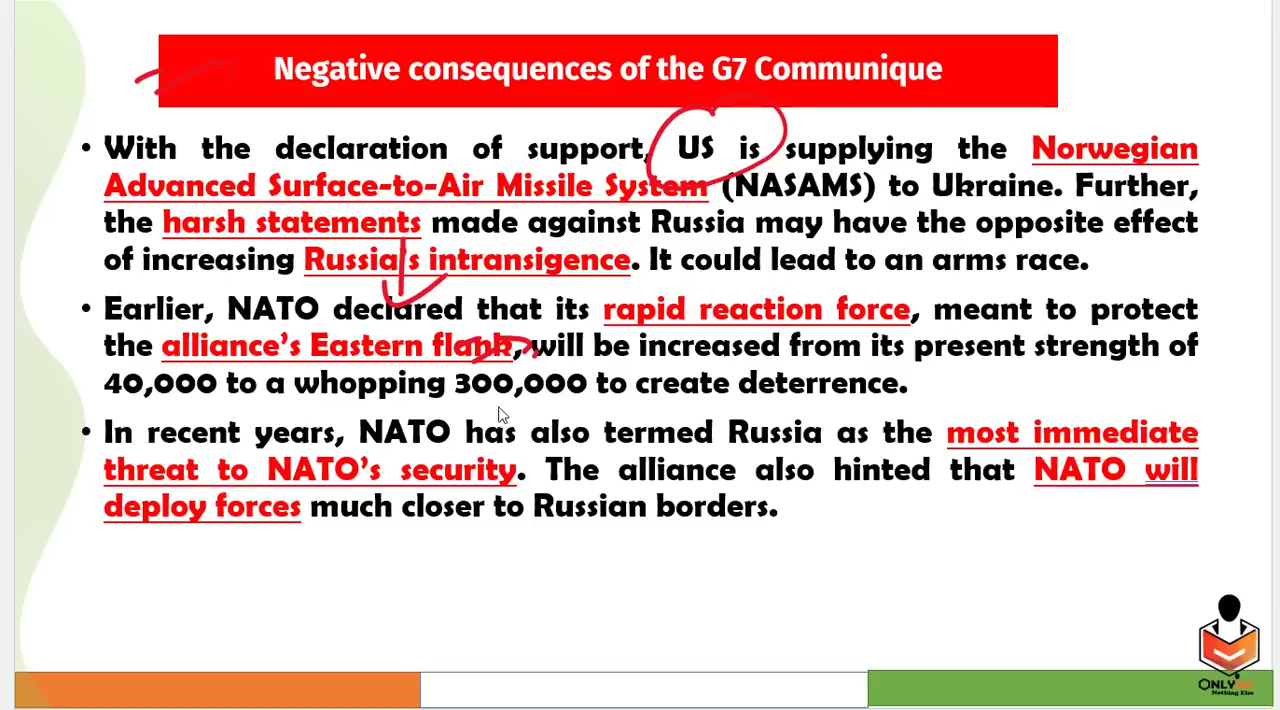 Negative consequences of the G7 Communique
• With the declaration of support, US is supplying the Norwegian
Advanced Surface-to-Air Missile System (NASAMS) to Ukraine. Further,
the harsh statements made against Russia may have the opposite effect
of increasing Russia's intransigence. It could lead to an arms race.
• Earlier, NATO declared that its rapid reaction force, meant to protect
the alliance's Eastern flank, will be increased from its present strength of
40,000 to a whopping 300,000 to create deterrence.
• In recent years, NATO has also termed Russia as the most immediate
threat to NATO's security. The alliance also hinted that NATO will
deploy forces much closer to Russian borders.
ONLY
Nothing Else